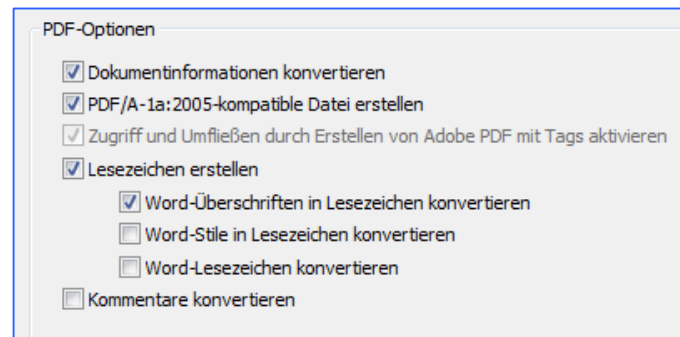 PDF-Optionen
Dokumentinformationen konvertieren
PDF/A-1a:2005-kompatible Datei erstellen
Zugriff und Umfließen durch Erstellen von Adobe PDF mit Tags aktivieren
Lesezeichen erstellen
Word-Überschriften in Lesezeichen konvertieren
Word-Stile in Lesezeichen konvertieren
Word-Lesezeichen konvertieren
Kommentare konvertieren